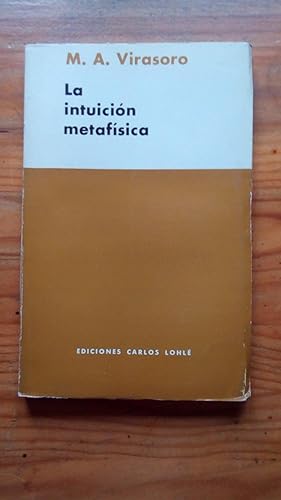 M. A. Virasoro
La
intuición
metafísica
EDICIONES CARLOS LOHLÉ